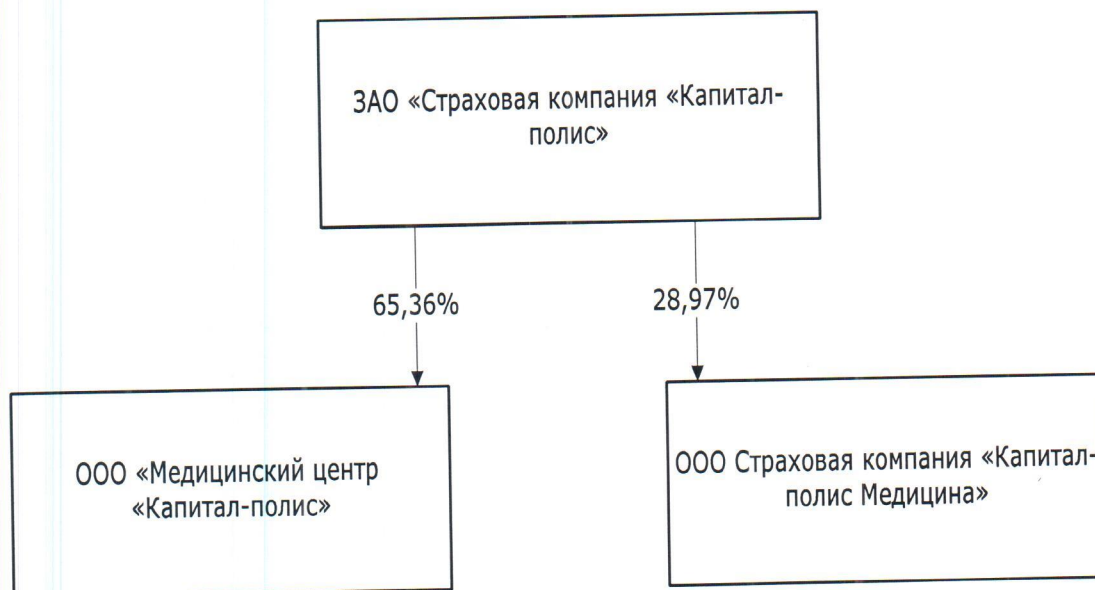 ЗАО «Страховая компания «Капитал-
полис»
65,36%
28,97%
ООО «Медицинский центр
«Капитал-полис»
ООО Страховая компания «Капитал-
полис Медицина»